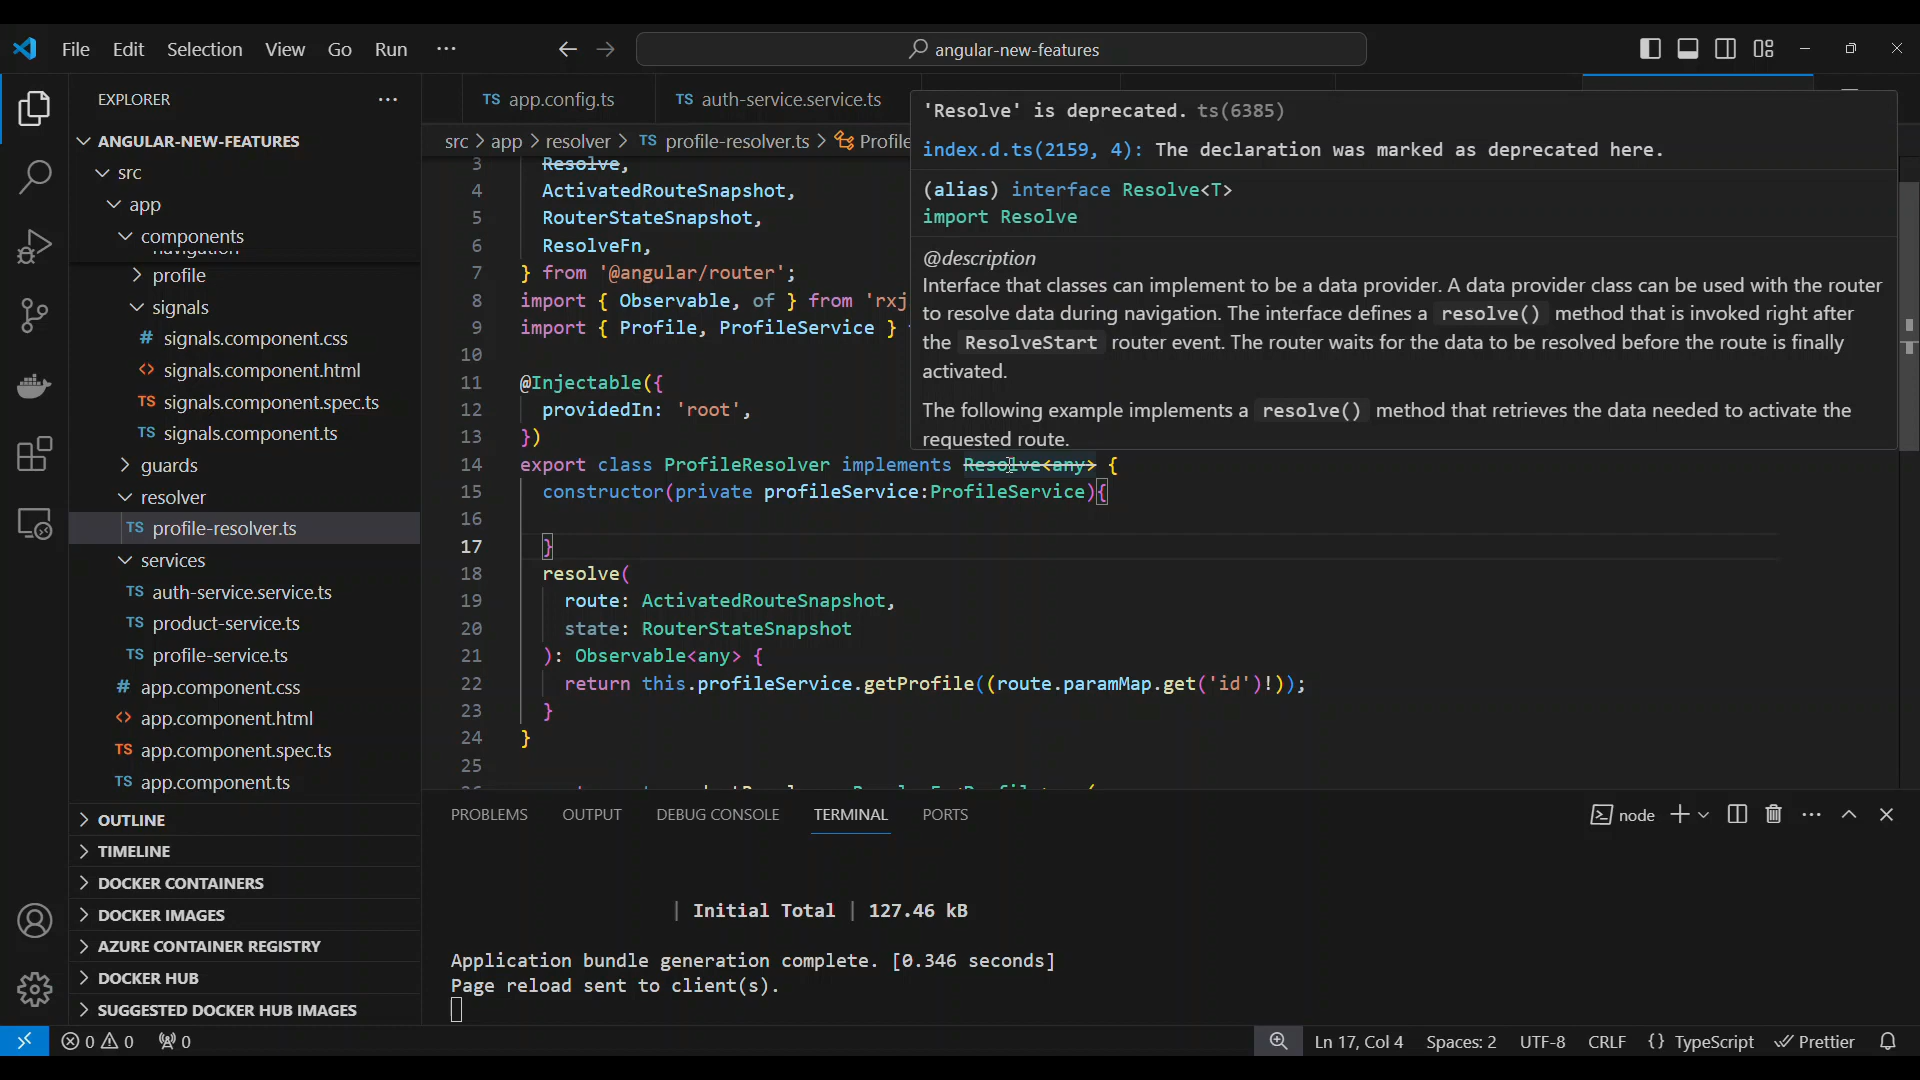 File Edit Selection View Go Run ···
angular-new-features
EXPLORER ···
ANGULAR-NEW-FEATURES
src
app
components
profile
signals
# signals.component.css
<> signals.component.html
TS signals.component.spec.ts
TS signals.component.ts
guards
resolver
TS profile-resolver.ts
services
TS auth-service.service.ts
TS product-service.ts
TS profile-service.ts
# app.component.css
<> app.component.html
TS app.component.spec.ts
TS app.component.ts
OUTLINE
TIMELINE
DOCKER CONTAINERS
DOCKER IMAGES
AZURE CONTAINER REGISTRY
DOCKER HUB
SUGGESTED DOCKER HUB IMAGES
TS app.config.ts TS auth-service.service.ts
src > app > resolver > TS profile-resolver.ts > Profile
3 Resolve,
4 ActivatedRouteSnapshot,
5 RouterStateSnapshot,
6 ResolveFn,
7 } from '@angular/router';
8 import { Observable, of } from 'rxj
9 import { Profile, ProfileService }
10
11 @Injectable({
12 providedIn: 'root',
13 })
14 export class ProfileResolver implements Resolve<any> {
15 constructor(private profileService:ProfileService){
16
17 }
18 resolve(
19 route: ActivatedRouteSnapshot,
20 state: RouterStateSnapshot
21 ): Observable<any> {
22 return this.profileService.getProfile((route.paramMap.get('id')!));
23 }
24 }
25
'Resolve' is deprecated. ts(6385)
index.d.ts(2159, 4): The declaration was marked as deprecated here.
(alias) interface Resolve<T>
import Resolve
@description
Interface that classes can implement to be a data provider. A data provider class can be used with the router
to resolve data during navigation. The interface defines a resolve() method that is invoked right after
the ResolveStart router event. The router waits for the data to be resolved before the route is finally
activated.
The following example implements a resolve() method that retrieves the data needed to activate the
requested route.
PROBLEMS OUTPUT DEBUG CONSOLE TERMINAL PORTS
node
| Initial Total | 127.46 kB
Application bundle generation complete. [0.346 seconds]
Page reload sent to client(s).
0 0 0
Ln 17, Col 4 Spaces: 2 UTF-8 CRLF {} TypeScript Prettier